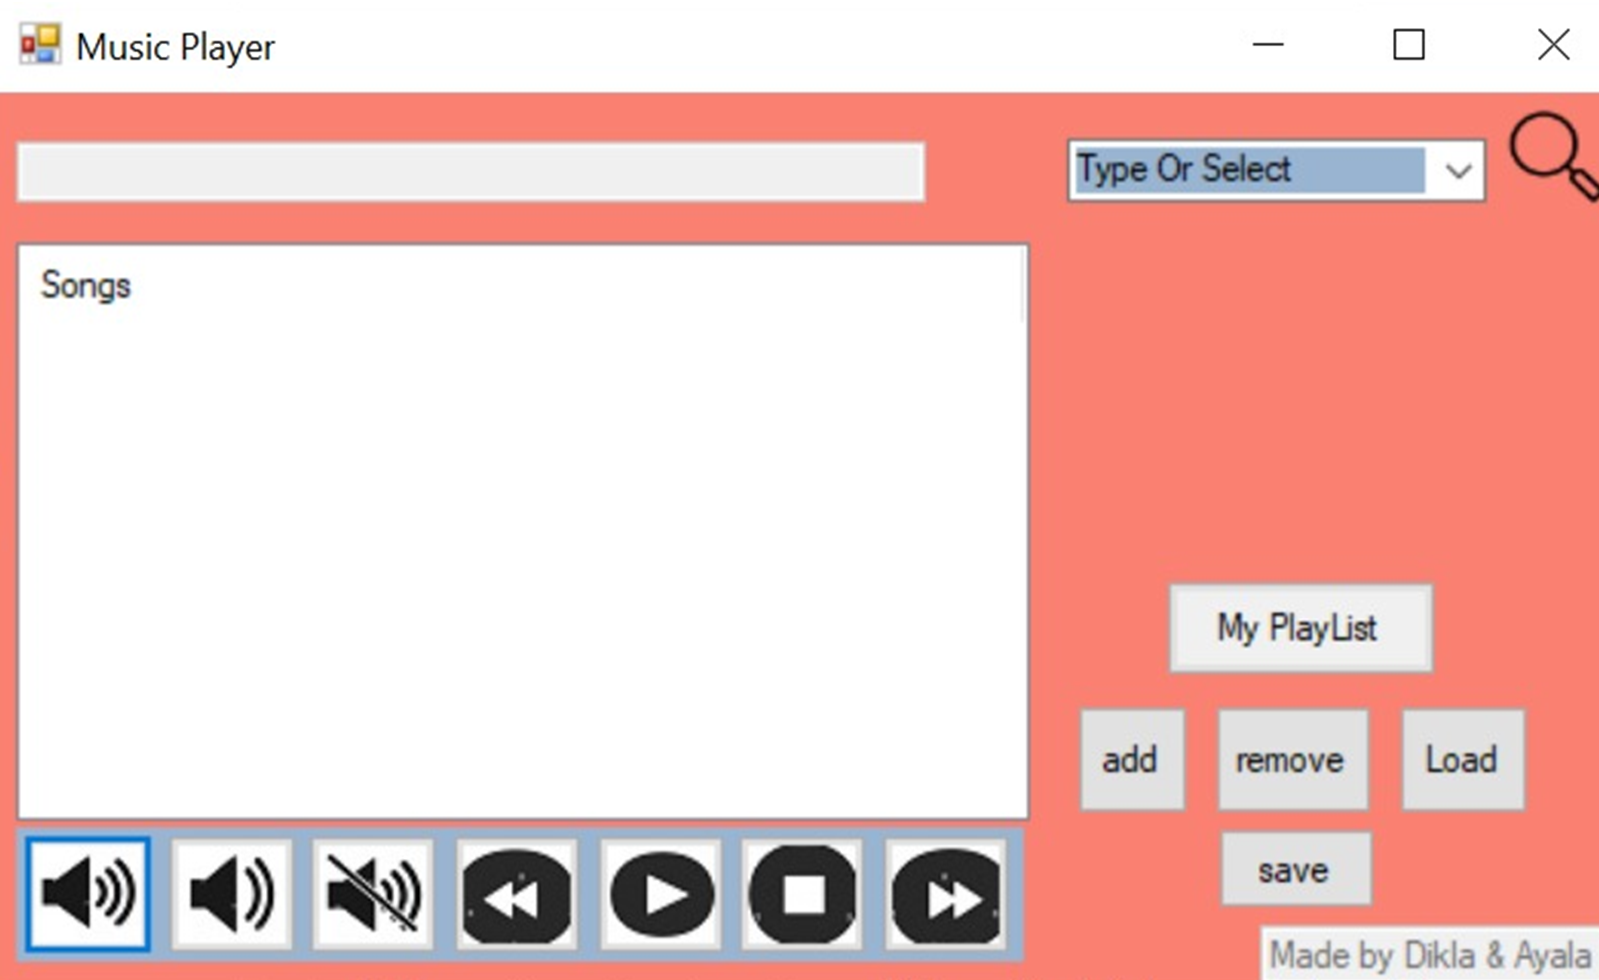 Music Player
Type Or Select
Songs
My PlayList
add
remove
Load
save
Made by Dikla & Ayala